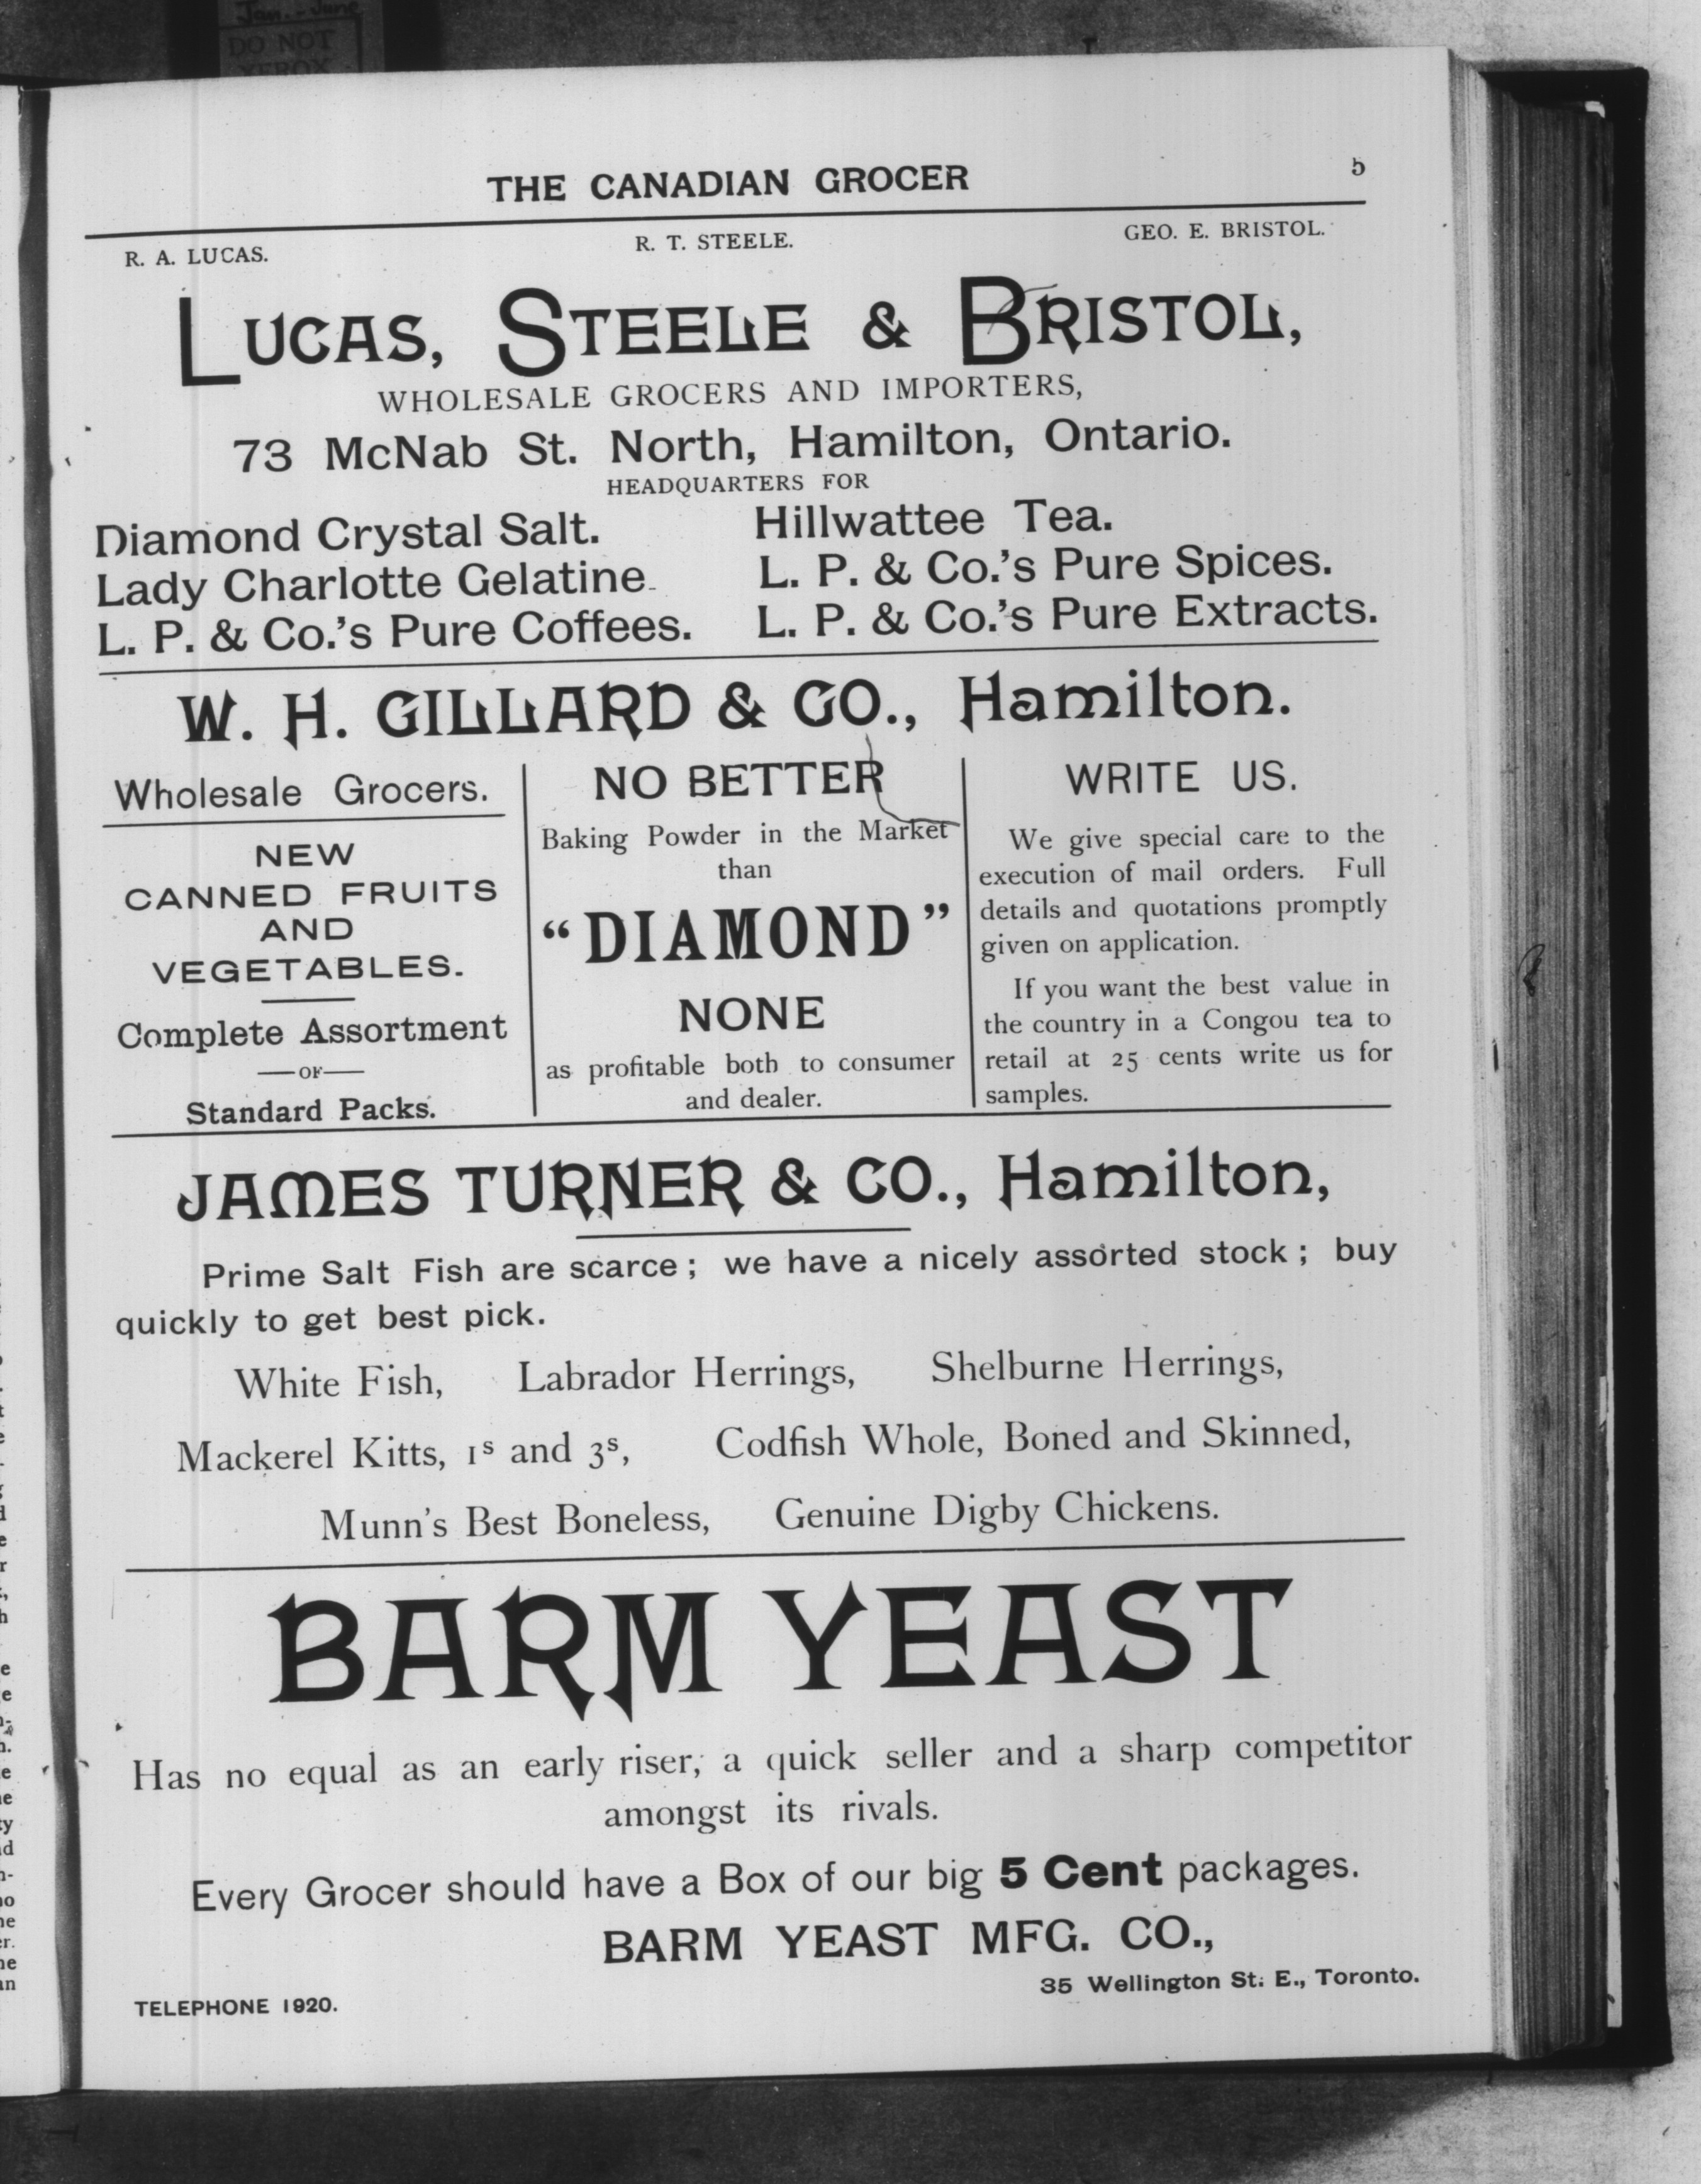 Jan. - June
DO NOT
XEROX
THE CANADIAN GROCER 5
R. A. LUCAS. R. T. STEELE. GEO. E. BRISTOL.
LUCAS, STEELE & BRISTOL,
WHOLESALE GROCERS AND IMPORTERS,
73 McNab St. North, Hamilton, Ontario.
HEADQUARTERS FOR
Diamond Crystal Salt. Hillwattee Tea.
Lady Charlotte Gelatine. L. P. & Co.'s Pure Spices.
L. P. & Co.'s Pure Coffees. L. P. & Co.'s Pure Extracts.
W. H. GILLARD & CO., Hamilton.
Wholesale Grocers.
NEW
CANNED FRUITS
AND
VEGETABLES.
Complete Assortment
—OF—
Standard Packs.
NO BETTER
Baking Powder in the Market
than
"DIAMOND"
NONE
as profitable both to consumer
and dealer.
WRITE US.
We give special care to the
execution of mail orders. Full
details and quotations promptly
given on application.
If you want the best value in
the country in a Congou tea to
retail at 25 cents write us for
samples.
JAMES TURNER & CO., Hamilton,
Prime Salt Fish are scarce; we have a nicely assorted stock; buy
quickly to get best pick.
White Fish, Labrador Herrings, Shelburne Herrings,
Mackerel Kitts, 1s and 3s, Codfish Whole, Boned and Skinned,
Munn's Best Boneless, Genuine Digby Chickens.
BARM YEAST
Has no equal as an early riser, a quick seller and a sharp competitor
amongst its rivals.
Every Grocer should have a Box of our big 5 Cent packages.
BARM YEAST MFG. CO.,
35 Wellington St. E., Toronto.
TELEPHONE 1920.